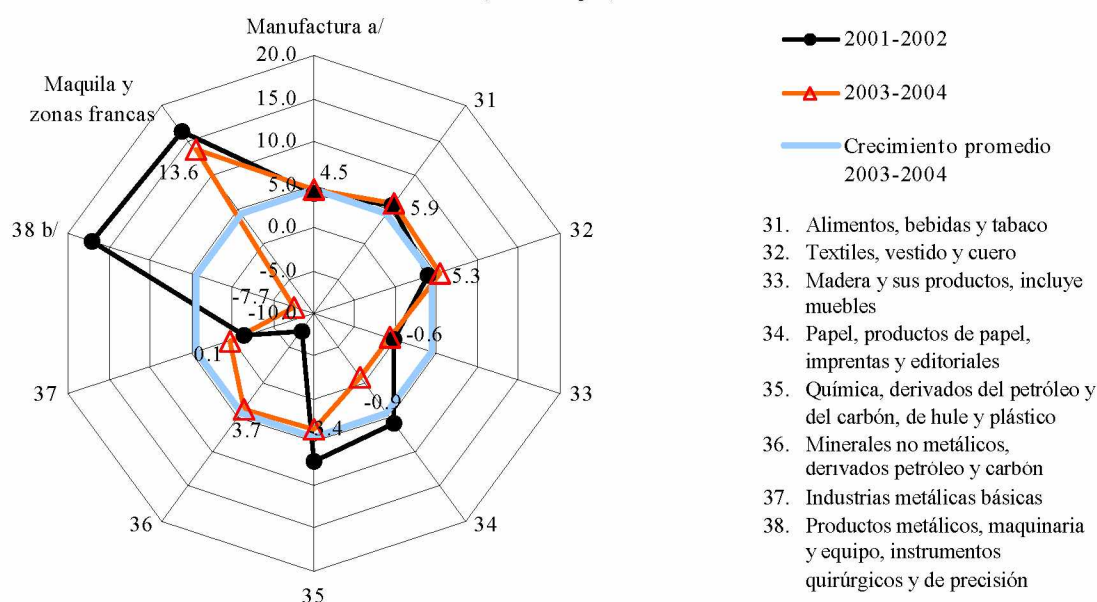 Manufactura a/
20.0
15.0
10.0
5.0
0.0
-5.0
-10.0
Maquila y
zonas francas
31
32
33
34
35
36
37
38 b/
4.5
5.9
5.3
-0.6
-0.9
3.7
0.1
-7.7
13.6
2001-2002
2003-2004
Crecimiento promedio
2003-2004
31. Alimentos, bebidas y tabaco
32. Textiles, vestido y cuero
33. Madera y sus productos, incluye
muebles
34. Papel, productos de papel,
imprentas y editoriales
35. Química, derivados del petróleo y
del carbón, de hule y plástico
36. Minerales no metálicos,
derivados petróleo y carbón
37. Industrias metálicas básicas
38. Productos metálicos, maquinaria
y equipo, instrumentos
quirúrgicos y de precisión